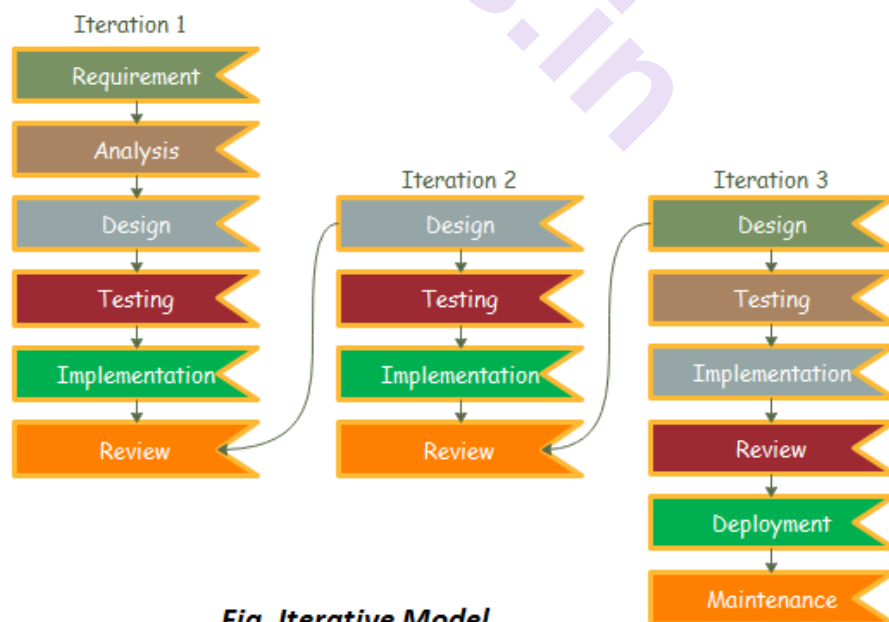 Iteration 1
Requirement
Analysis
Design
Testing
Implementation
Review
Iteration 2
Design
Testing
Implementation
Review
Iteration 3
Design
Testing
Implementation
Review
Deployment
Maintenance
Fig. Iterative Model
s.in